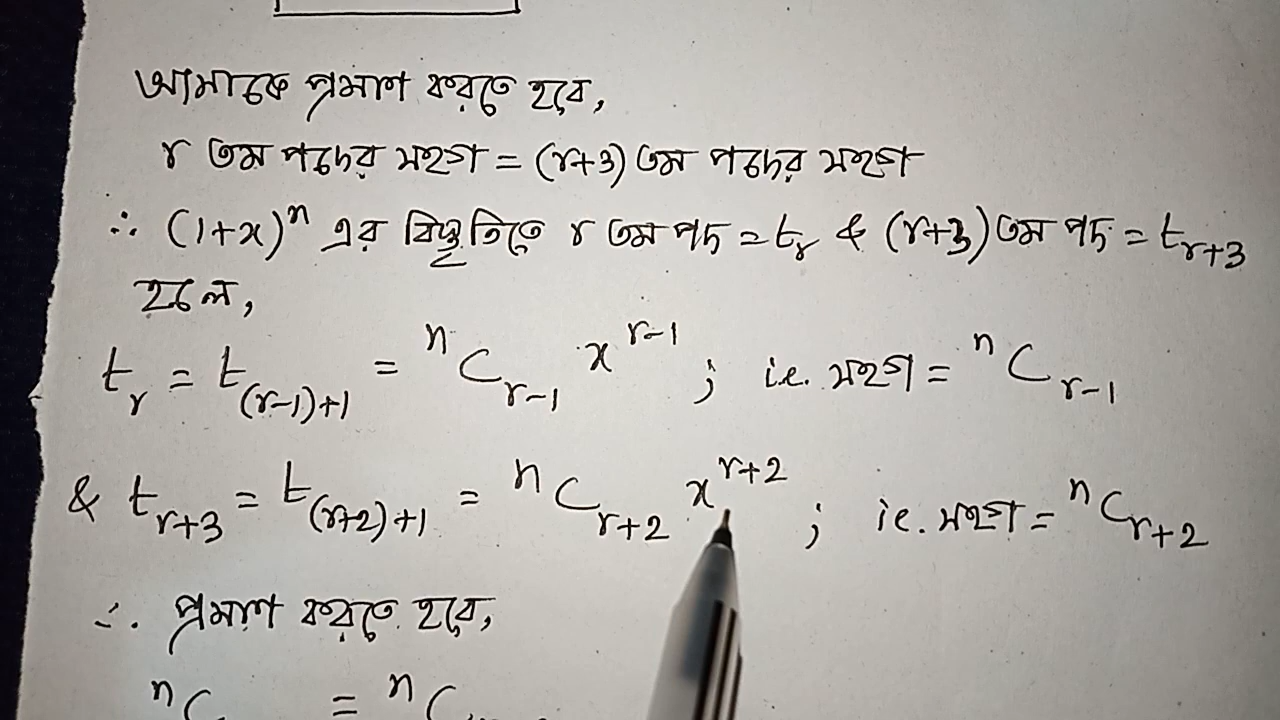 আমাকে প্রমাণ করতে হবে,
r তম পদের সহগ = (r+3) তম পদের সহগ
∴ (1+x)^n এর বিস্তৃতিতে r তম পদ = t_r & (r+3) তম পদ = t_{r+3}
হলে,
t_r = t_{(r-1)+1} = ^nC_{r-1} x^{r-1} ; i.e. সহগ = ^nC_{r-1}
& t_{r+3} = t_{(r+2)+1} = ^nC_{r+2} x^{r+2} ; i.e. সহগ = ^nC_{r+2}
∴ প্রমাণ করতে হবে,
^nC = ^nC